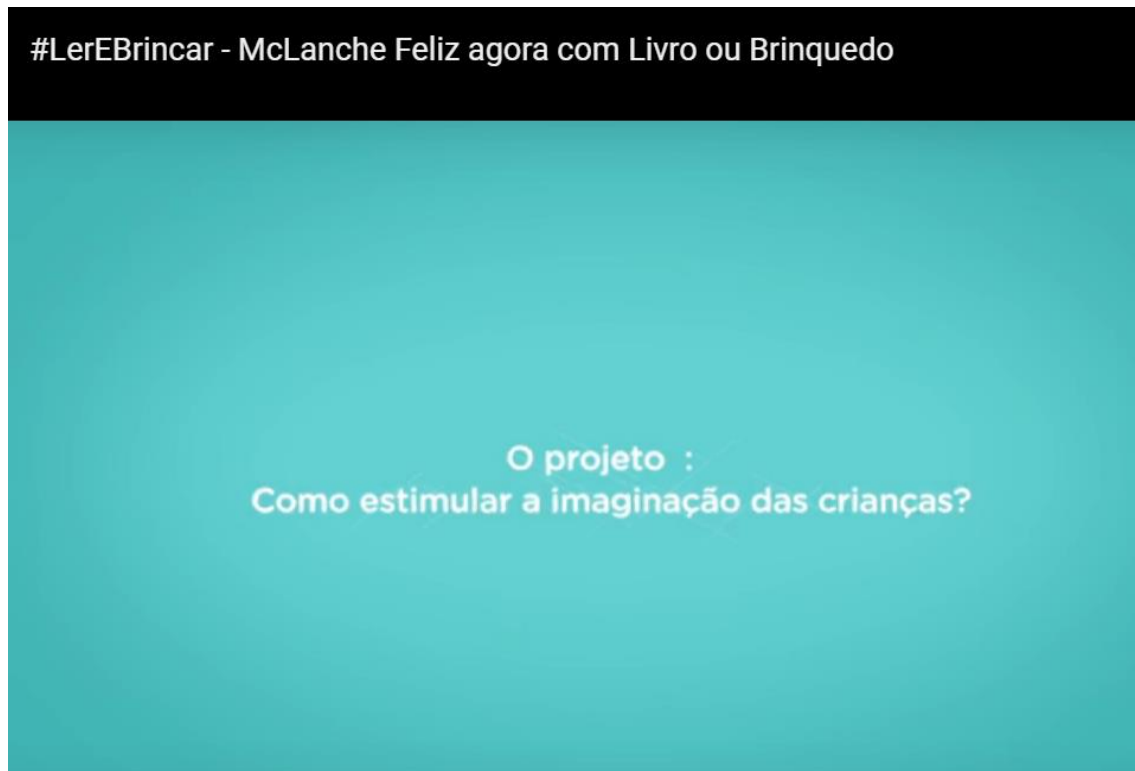 #LerEBrincar - McLanche Feliz agora com Livro ou Brinquedo
O projeto :
Como estimular a imaginação das crianças?